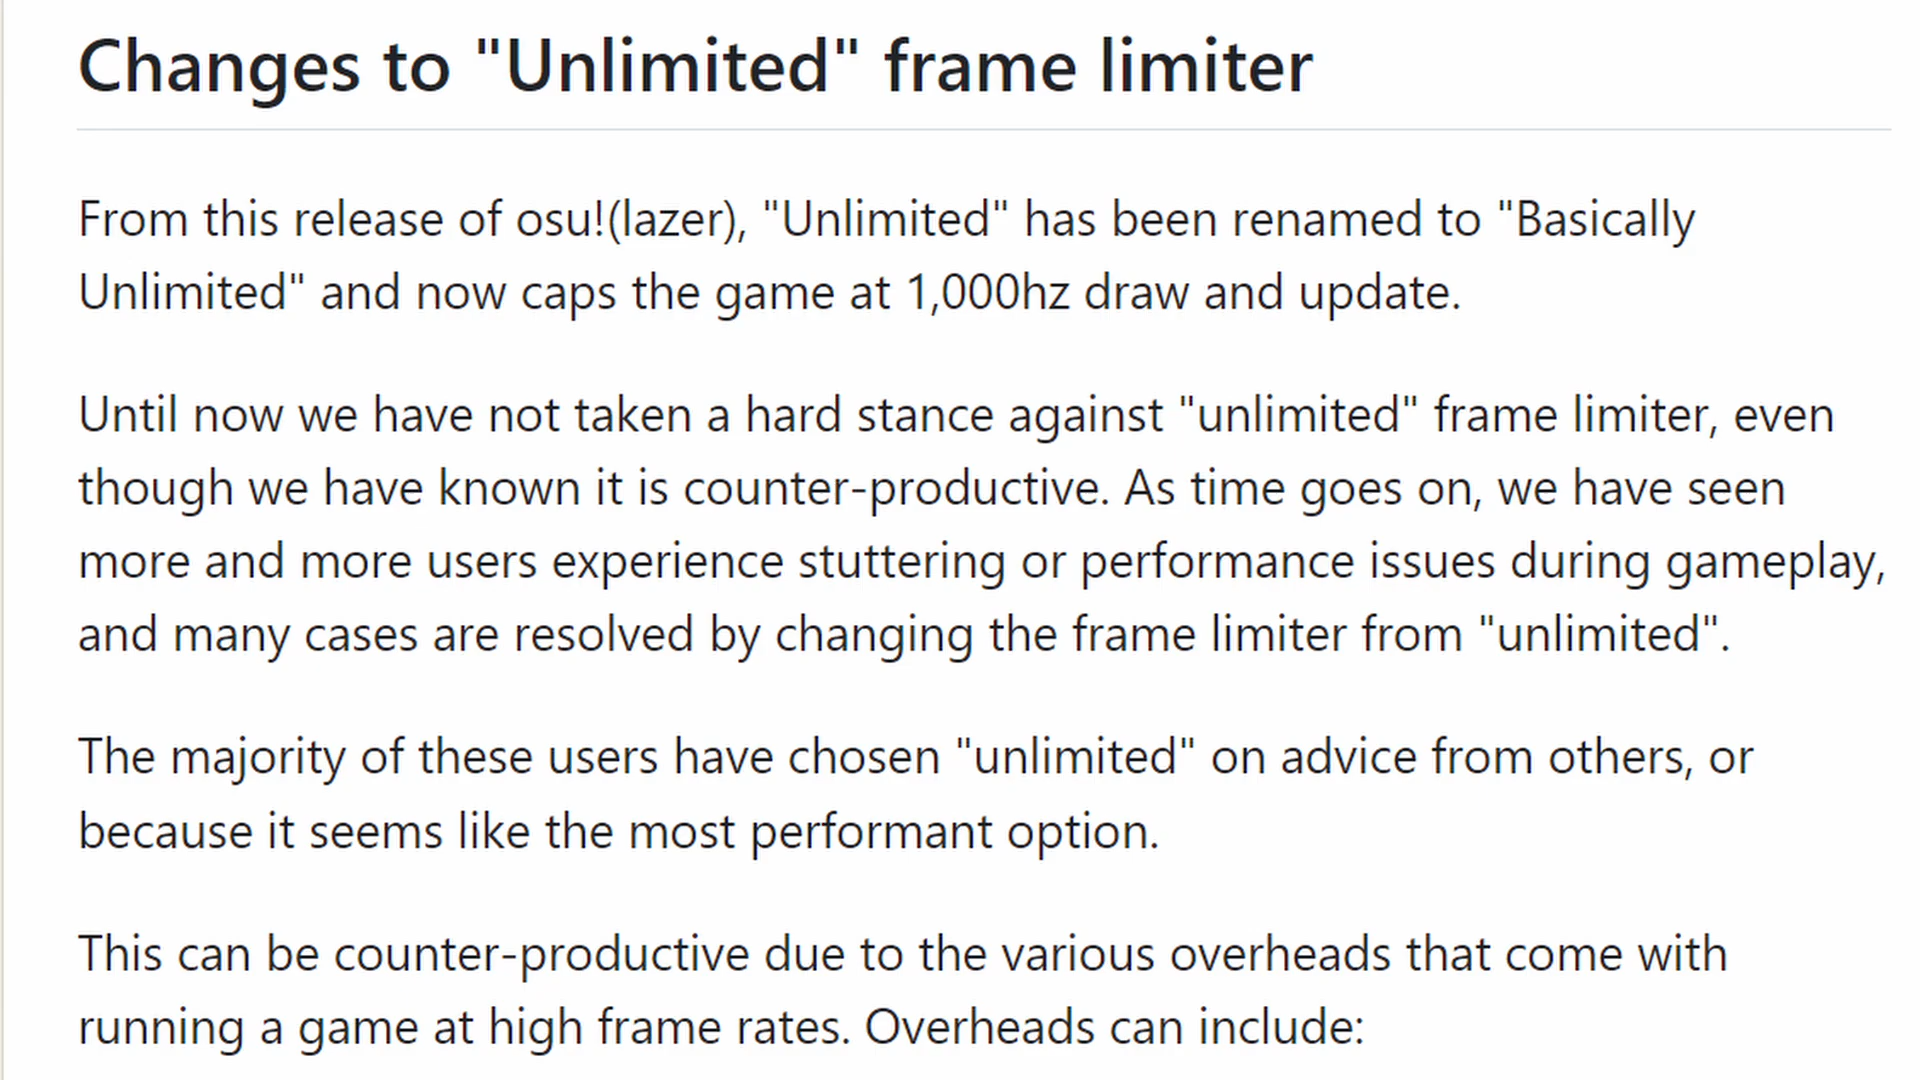 Changes to "Unlimited" frame limiter
From this release of osu!(lazer), "Unlimited" has been renamed to "Basically
Unlimited" and now caps the game at 1,000hz draw and update.
Until now we have not taken a hard stance against "unlimited" frame limiter, even
though we have known it is counter-productive. As time goes on, we have seen
more and more users experience stuttering or performance issues during gameplay,
and many cases are resolved by changing the frame limiter from "unlimited".
The majority of these users have chosen "unlimited" on advice from others, or
because it seems like the most performant option.
This can be counter-productive due to the various overheads that come with
running a game at high frame rates. Overheads can include: